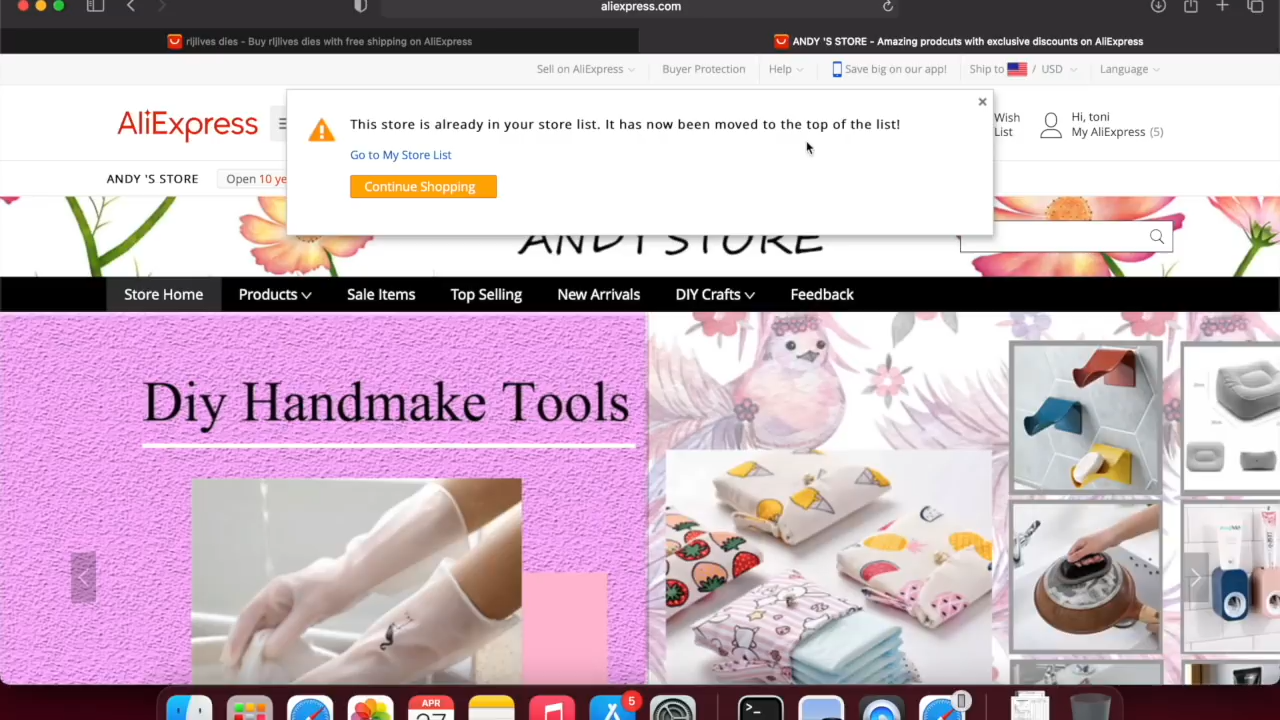 aliexpress.com
rijlives dies - Buy rijlives dies with free shipping on AliExpress
ANDY 'S STORE - Amazing prodcuts with exclusive discounts on AliExpress
Sell on AliExpress
Buyer Protection
Help
Save big on our app!
Ship to / USD
Language
AliExpress
This store is already in your store list. It has now been moved to the top of the list!
Go to My Store List
Continue Shopping
Wish
List
Hi, toni
My AliExpress (5)
ANDY 'S STORE
Open 10 ye
ANDY STORE
Store Home
Products
Sale Items
Top Selling
New Arrivals
DIY Crafts
Feedback
Diy Handmake Tools
APR
27
5